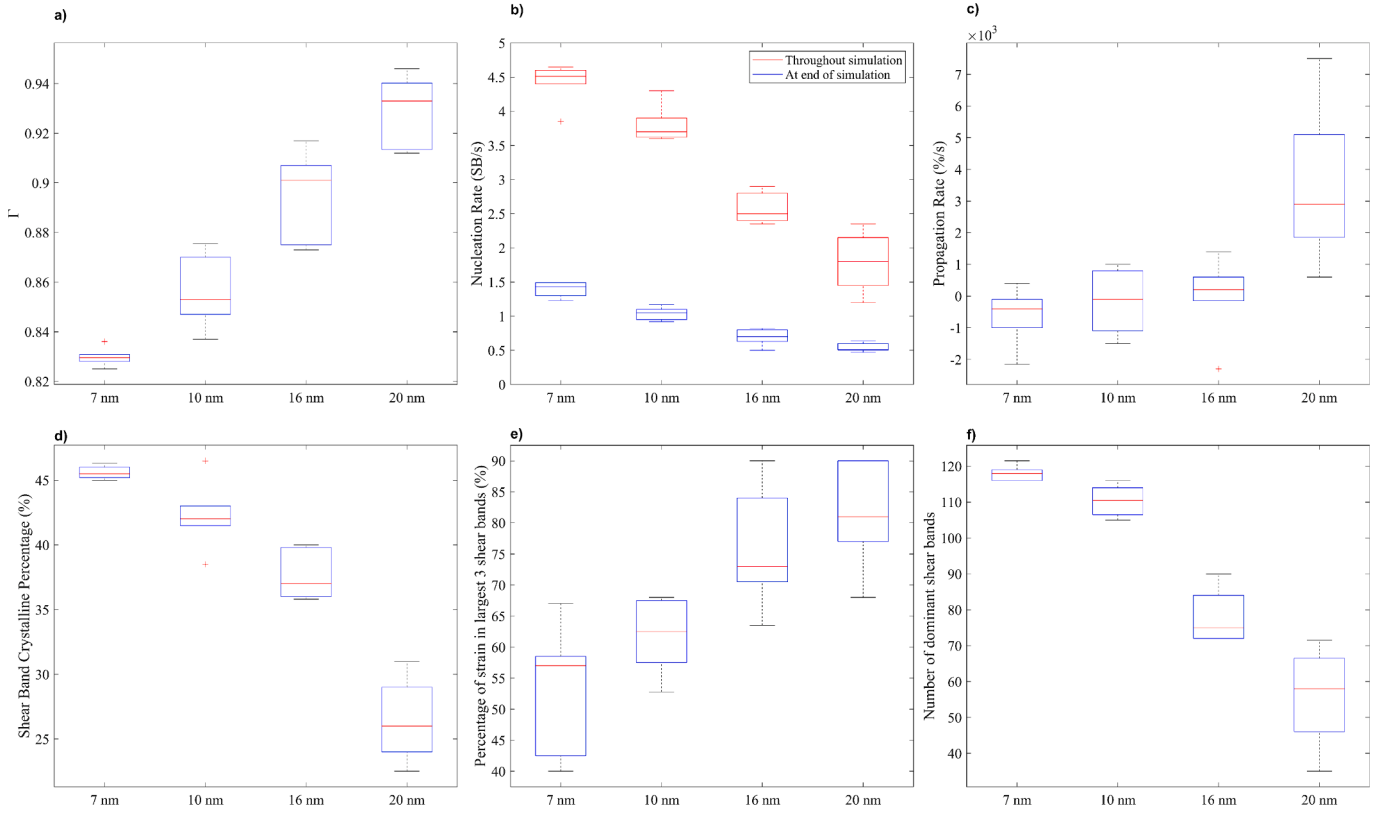 a)
Γ
0.94
0.92
0.9
0.88
0.86
0.84
0.82
7 nm 10 nm 16 nm 20 nm
b)
Nucleation Rate (SB/s)
5
4.5
4
3.5
3
2.5
2
1.5
1
0.5
0
Throughout simulation
At end of simulation
7 nm 10 nm 16 nm 20 nm
c)
×10³
Propagation Rate (%/s)
7
6
5
4
3
2
1
0
-1
-2
7 nm 10 nm 16 nm 20 nm
d)
Shear Band Crystalline Percentage (%)
45
40
35
30
25
7 nm 10 nm 16 nm 20 nm
e)
Percentage of strain in largest 3 shear bands (%)
90
85
80
75
70
65
60
55
50
45
40
7 nm 10 nm 16 nm 20 nm
f)
Number of dominant shear bands
120
110
100
90
80
70
60
50
40
7 nm 10 nm 16 nm 20 nm